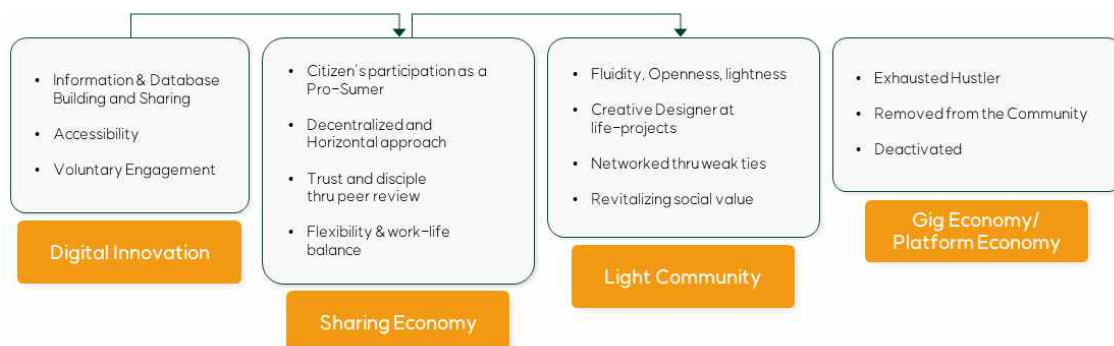 • Information & Database
Building and Sharing
• Accessibility
• Voluntary Engagement
Digital Innovation
• Citizen's participation as a
Pro-Sumer
• Decentralized and
Horizontal approach
• Trust and disciple
thru peer review
• Flexibility & work-life
balance
Sharing Economy
• Fluidity, Openness, lightness
• Creative Designer at
life-projects
• Networked thru weak ties
• Revitalizing social value
Light Community
• Exhausted Hustler
• Removed from the Community
• Deactivated
Gig Economy/
Platform Economy